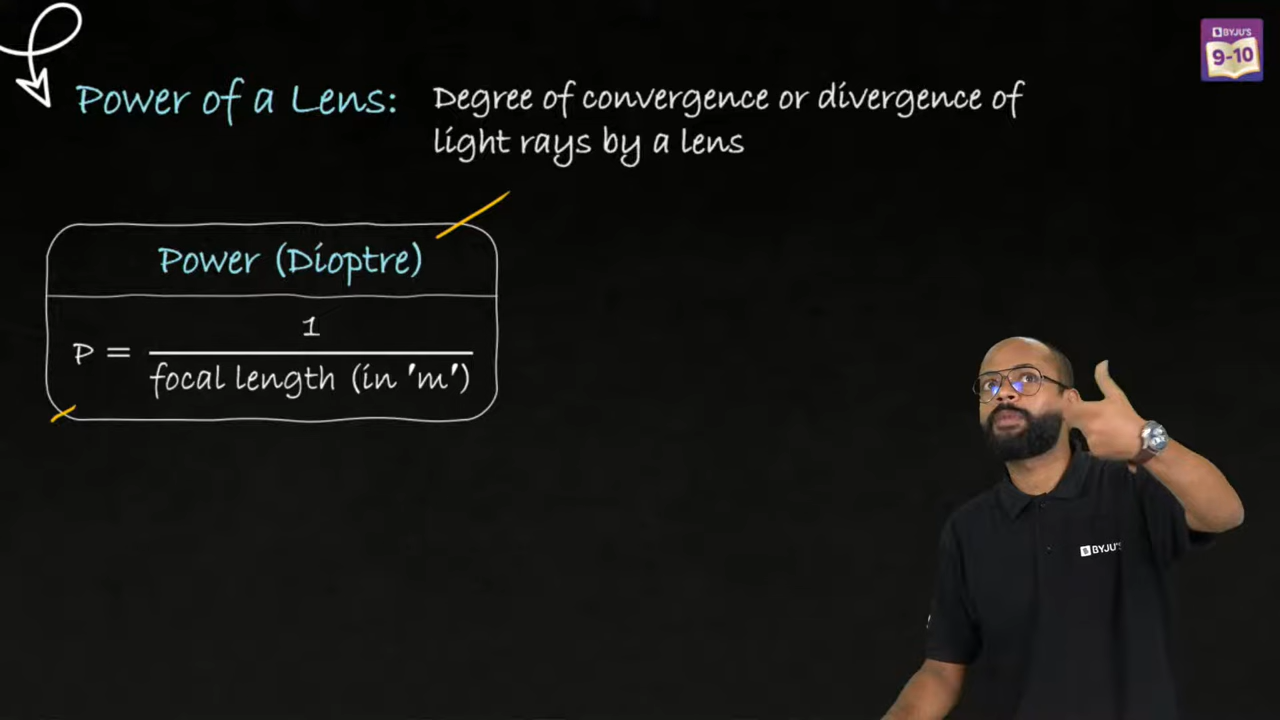 BYJU'S
9-10
Power of a Lens:
Degree of convergence or divergence of
light rays by a lens
Power (Dioptre)
P = 1
focal length (in 'm')
BYJU'S